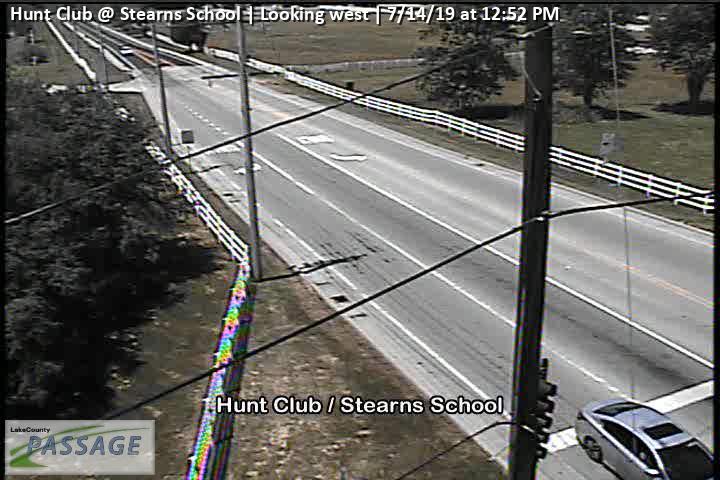 Hunt Club @ Stearns School | Looking west | 7/14/19 at 12:52 PM
Hunt Club / Stearns School
LakeCounty
PASSAGE